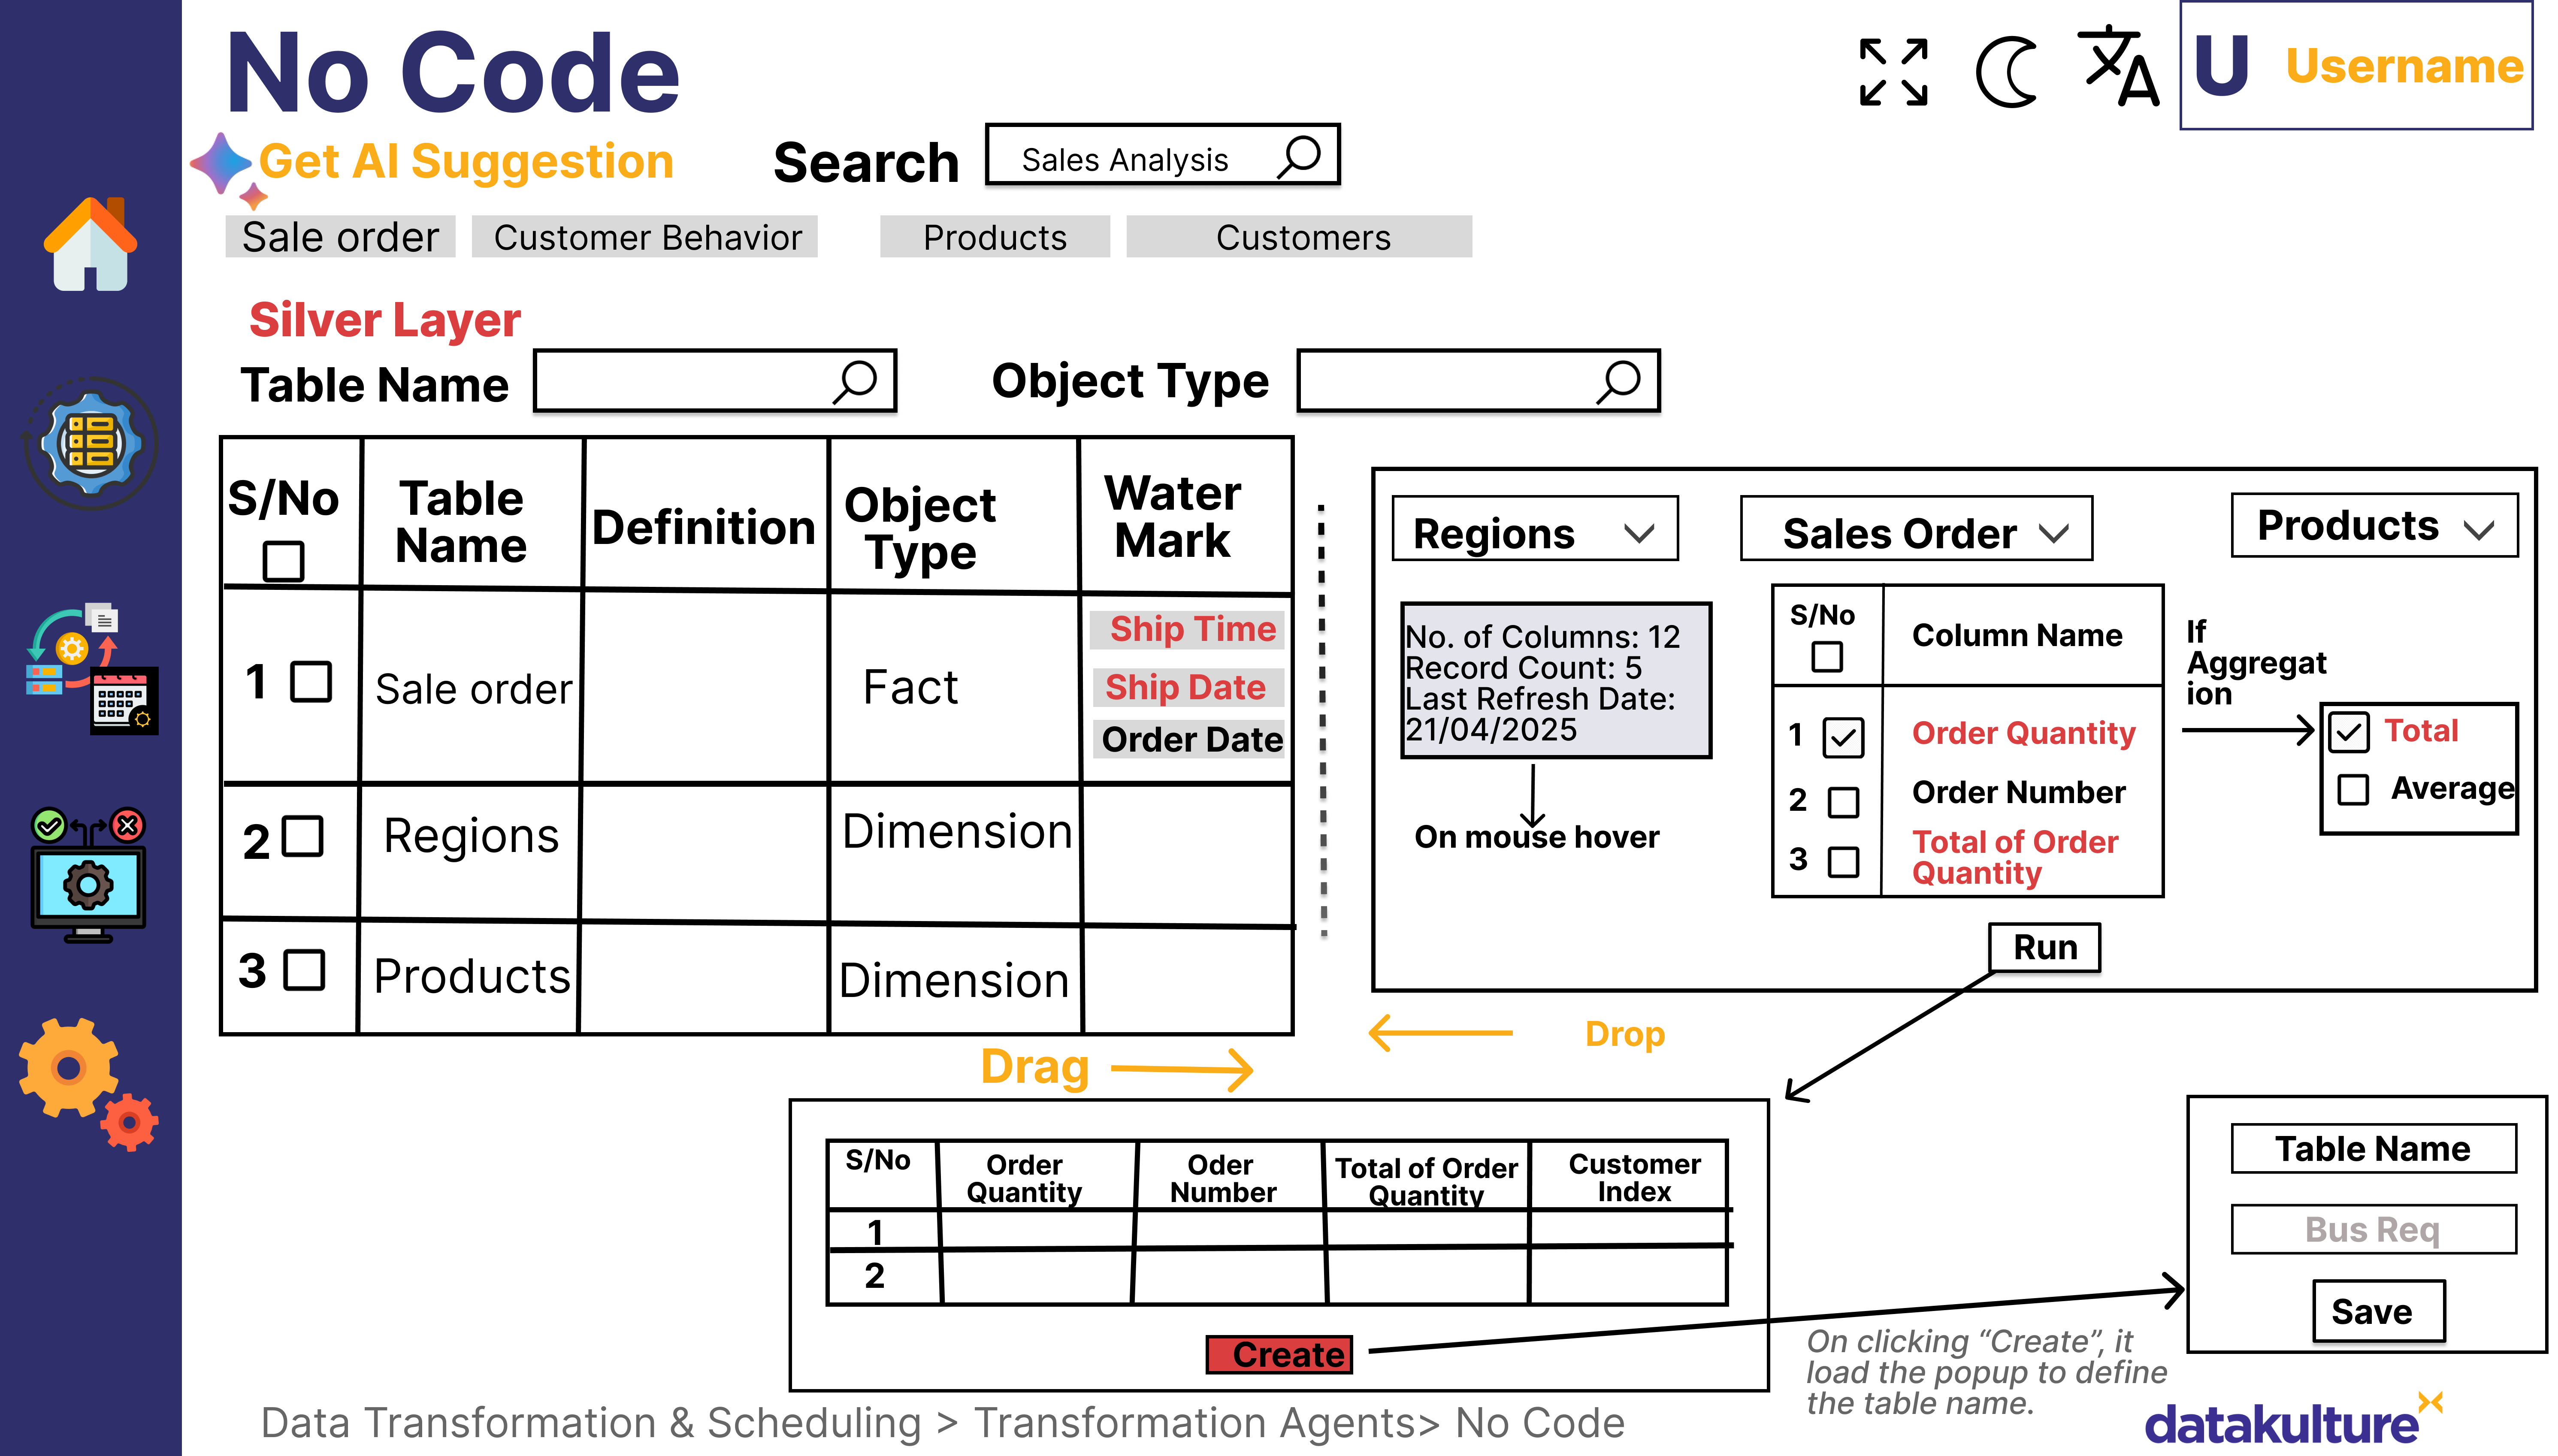 No Code
U Username
Get AI Suggestion
Search
Sales Analysis
Sale order
Customer Behavior
Products
Customers
Silver Layer
Table Name
Object Type
S/No
Table
Name
Definition
Object
Type
Water
Mark
1
Sale order
Fact
Ship Time
Ship Date
Order Date
2
Regions
Dimension
3
Products
Dimension
Regions
Sales Order
Products
No. of Columns: 12
Record Count: 5
Last Refresh Date:
21/04/2025
On mouse hover
S/No
Column Name
1
Order Quantity
2
Order Number
3
Total of Order
Quantity
If
Aggregat
ion
Total
Average
Run
Drag
Drop
S/No
Order
Quantity
Oder
Number
Total of Order
Quantity
Customer
Index
1
2
Create
Table Name
Bus Req
Save
On clicking “Create”, it
load the popup to define
the table name.
Data Transformation & Scheduling > Transformation Agents> No Code
datakulture